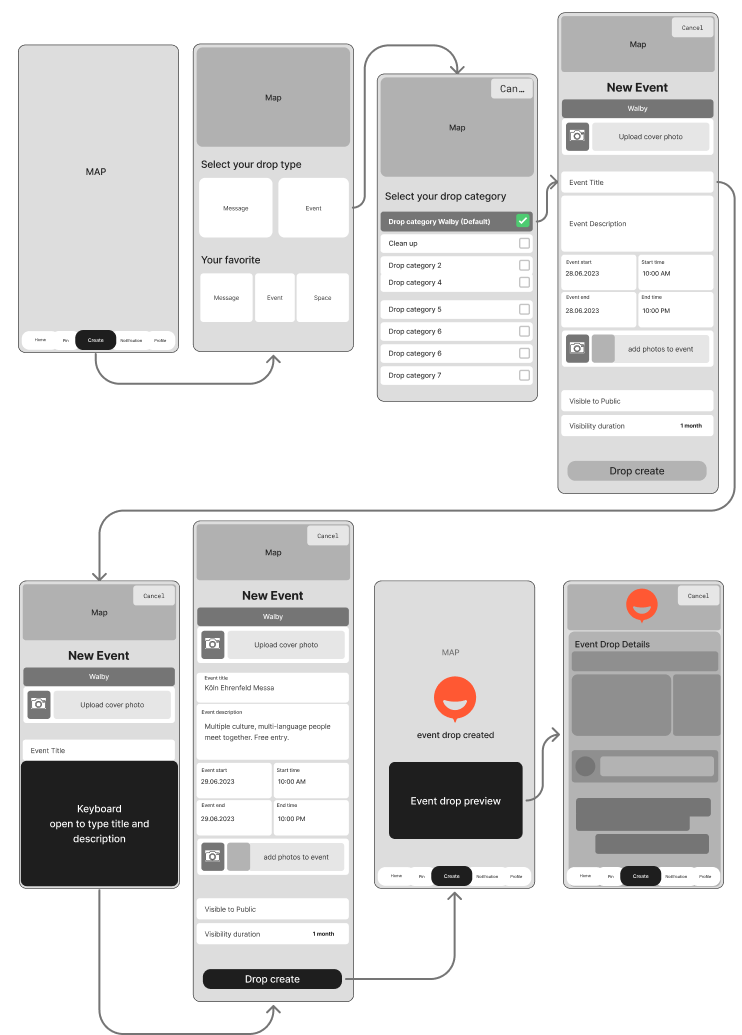 MAP
Home
Pin
Create
Notification
Profile
Map
Select your drop type
Message
Event
Your favorite
Message
Event
Space
Can…
Map
Select your drop category
Drop category Walby (Default)
Clean up
Drop category 2
Drop category 4
Drop category 5
Drop category 6
Drop category 6
Drop category 7
Cancel
Map
New Event
Walby
Upload cover photo
Event Title
Event Description
Event start
28.06.2023
Start time
10:00 AM
Event end
28.06.2023
End time
10:00 PM
add photos to event
Visible to Public
Visibility duration
1 month
Drop create
Cancel
Map
New Event
Walby
Upload cover photo
Event Title
Keyboard
open to type title and
description
Cancel
Map
New Event
Walby
Upload cover photo
Event title
Köln Ehrenfeld Messa
Event description
Multiple culture, multi-language people
meet together. Free entry.
Event start
29.06.2023
Start time
10:00 AM
Event end
29.06.2023
End time
10:00 PM
add photos to event
Visible to Public
Visibility duration
1 month
Drop create
MAP
event drop created
Event drop preview
Home
Pin
Create
Notification
Profile
Cancel
Event Drop Details
Home
Pin
Create
Notification
Profile